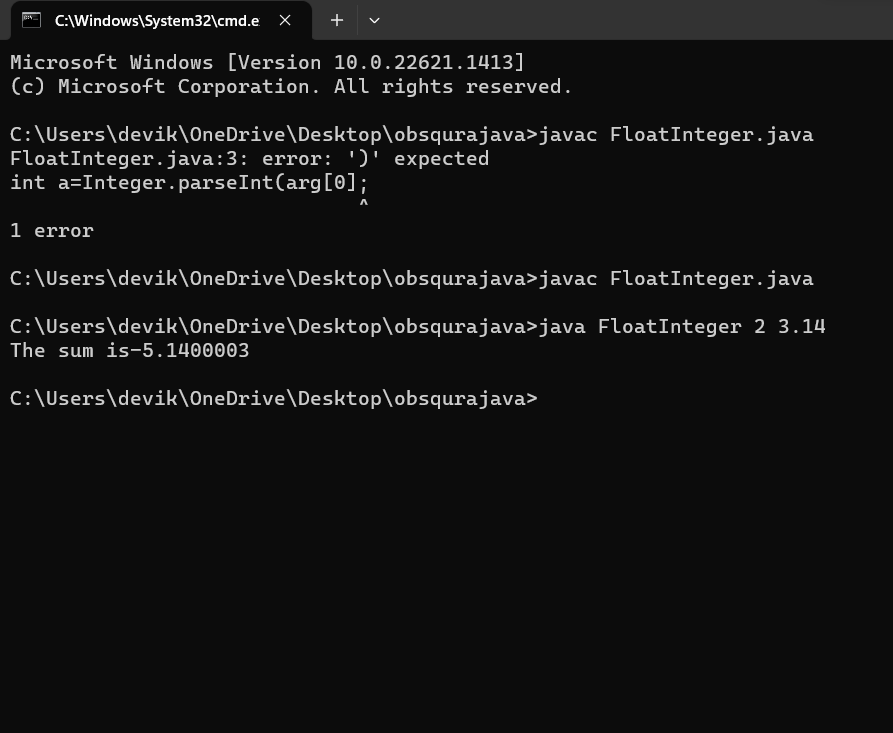 C:\Windows\System32\cmd.e
Microsoft Windows [Version 10.0.22621.1413]
(c) Microsoft Corporation. All rights reserved.
C:\Users\devik\OneDrive\Desktop\obsqurajava>javac FloatInteger.java
FloatInteger.java:3: error: ')' expected
int a=Integer.parseInt(arg[0];
^
1 error
C:\Users\devik\OneDrive\Desktop\obsqurajava>javac FloatInteger.java
C:\Users\devik\OneDrive\Desktop\obsqurajava>java FloatInteger 2 3.14
The sum is-5.1400003
C:\Users\devik\OneDrive\Desktop\obsqurajava>